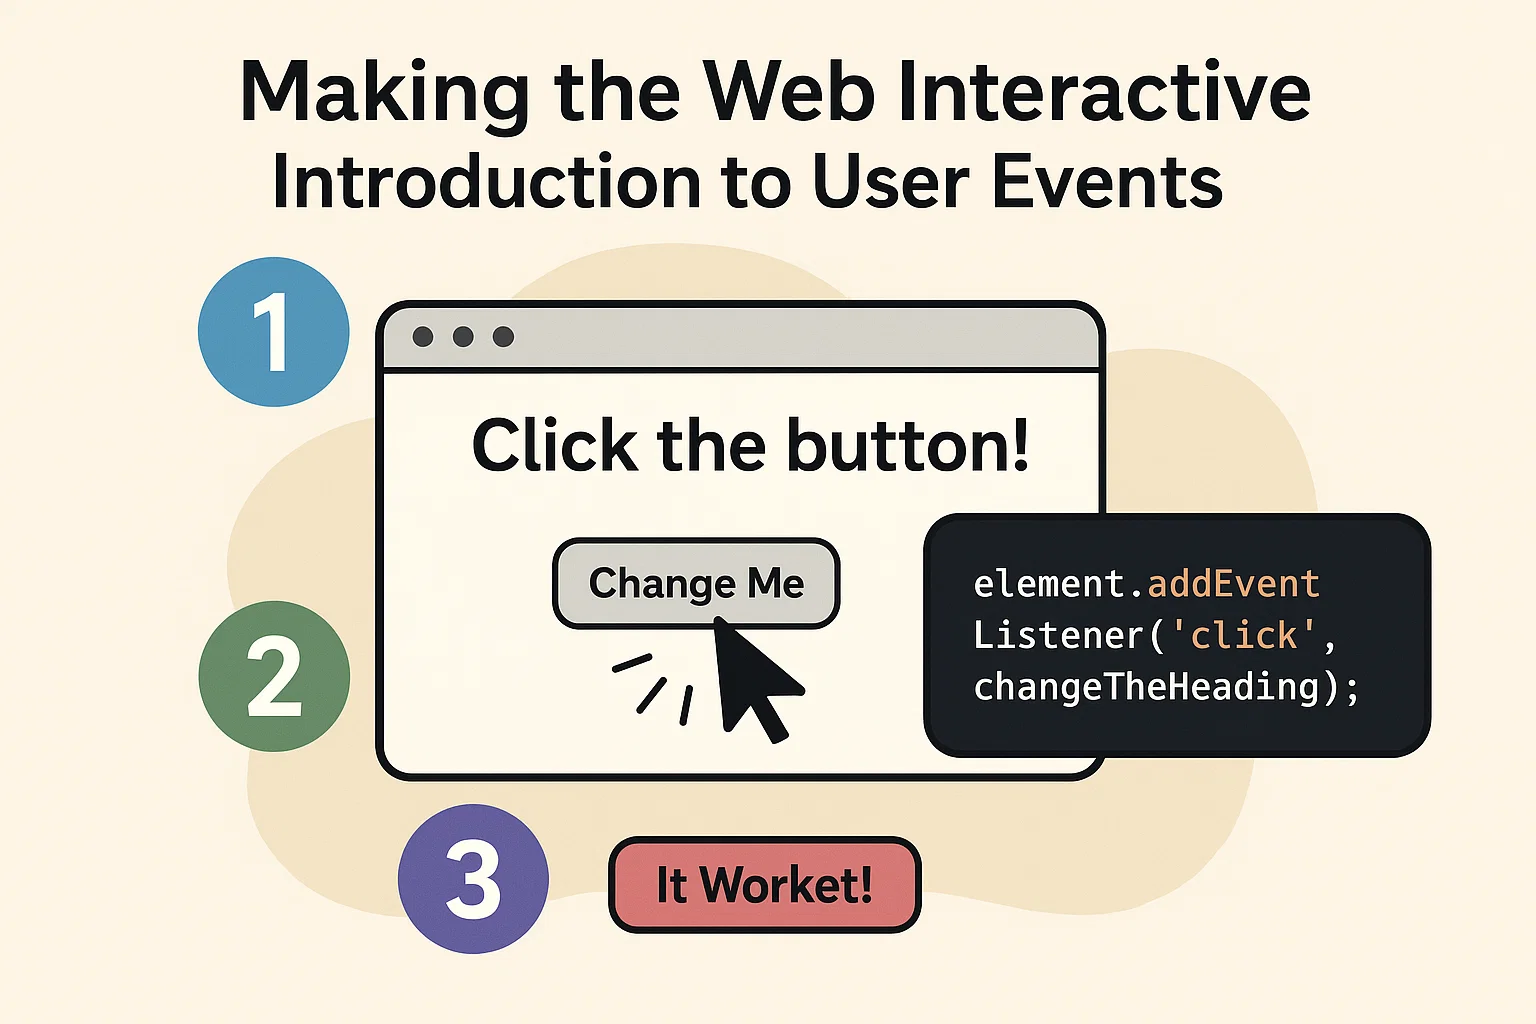 Making the Web Interactive
Introduction to User Events
1
Click the button!
Change Me
element.addEvent
Listener('click',
changeTheHeading);
2
3
It Worket!